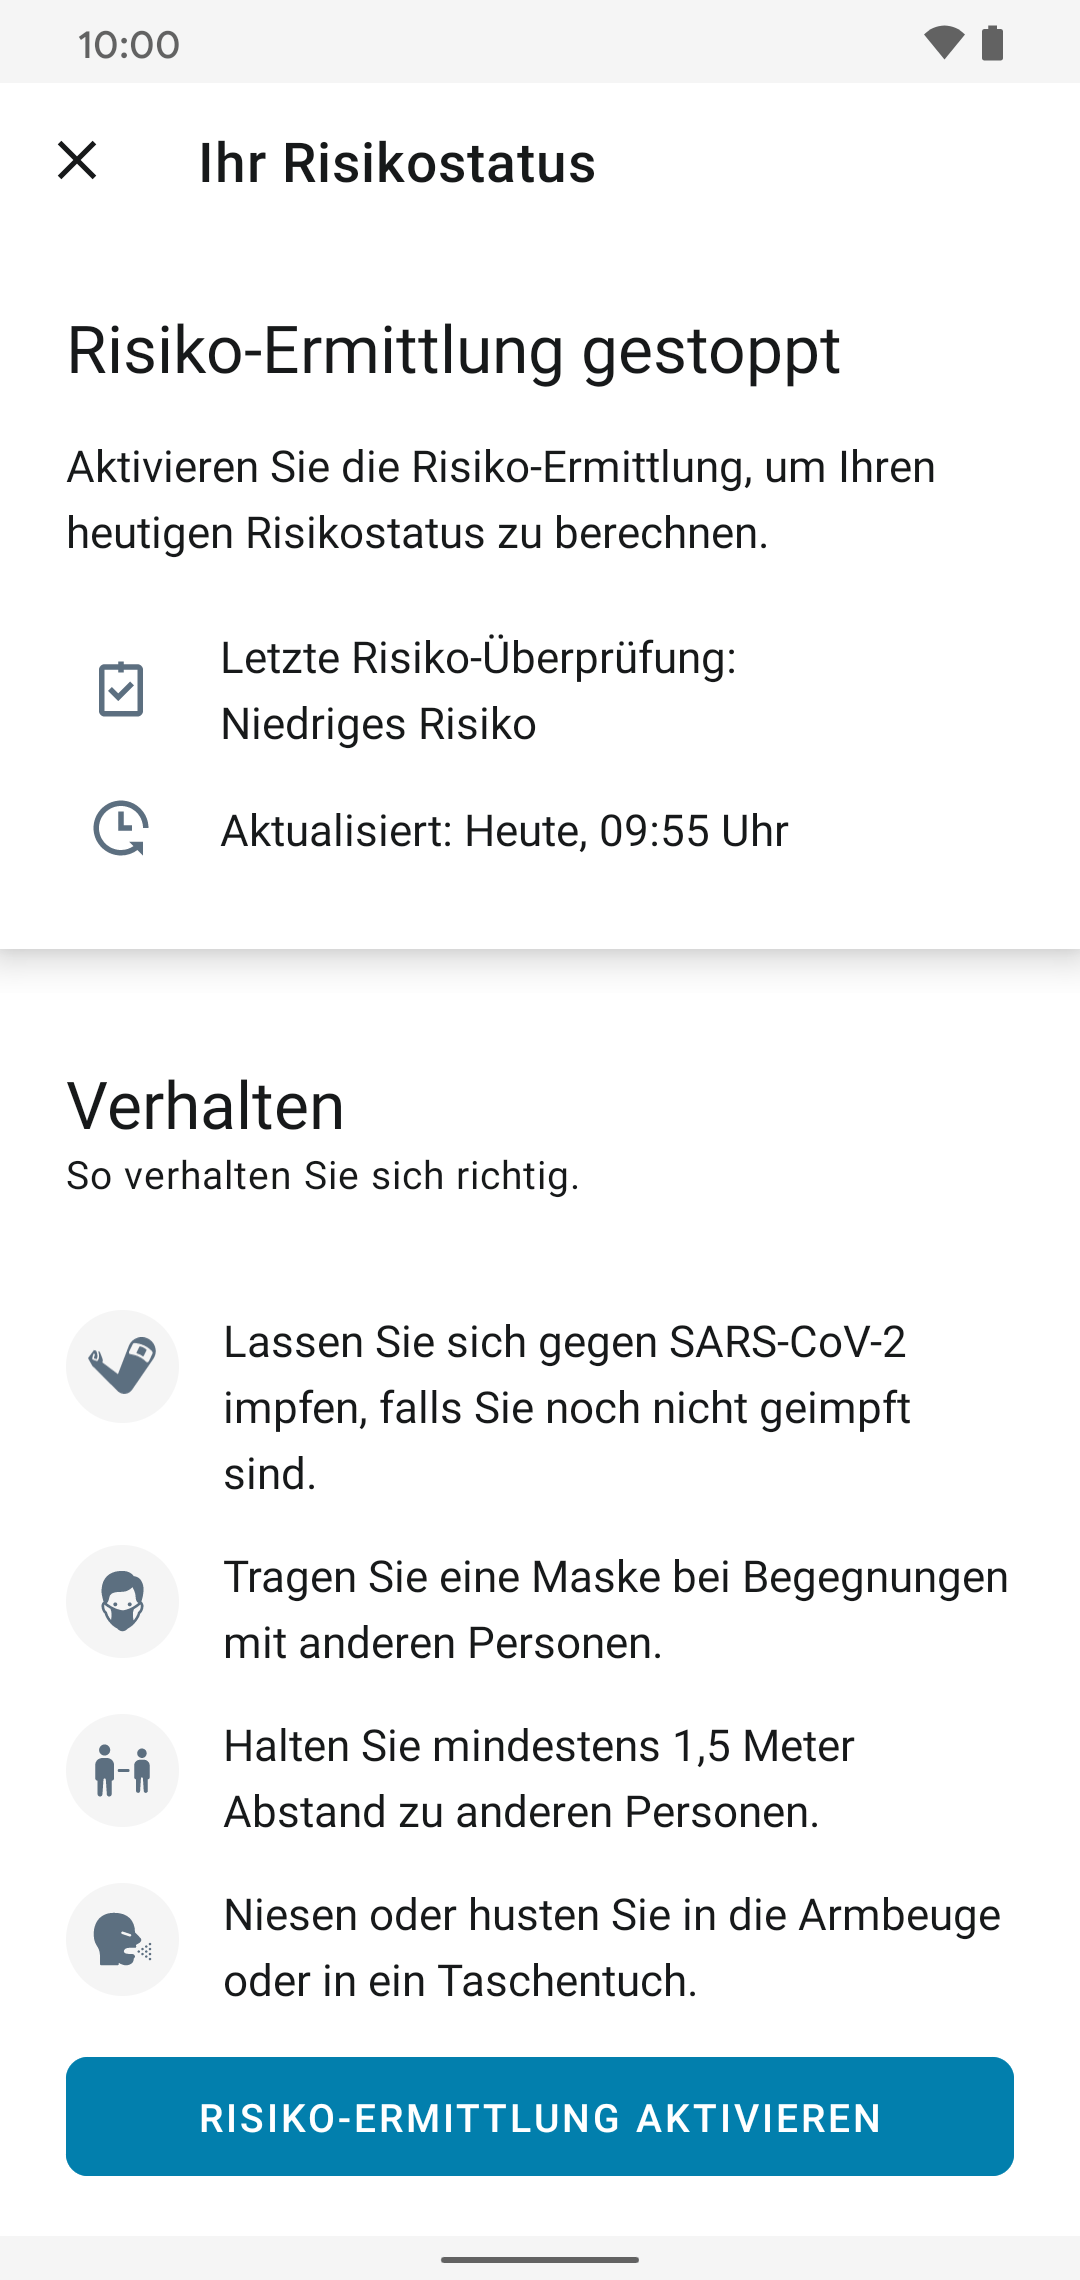 10:00
Ihr Risikostatus
Risiko-Ermittlung gestoppt
Aktivieren Sie die Risiko-Ermittlung, um Ihren
heutigen Risikostatus zu berechnen.
Letzte Risiko-Überprüfung:
Niedriges Risiko
Aktualisiert: Heute, 09:55 Uhr
Verhalten
So verhalten Sie sich richtig.
Lassen Sie sich gegen SARS-CoV-2
impfen, falls Sie noch nicht geimpft
sind.
Tragen Sie eine Maske bei Begegnungen
mit anderen Personen.
Halten Sie mindestens 1,5 Meter
Abstand zu anderen Personen.
Niesen oder husten Sie in die Armbeuge
oder in ein Taschentuch.
RISIKO-ERMITTLUNG AKTIVIEREN